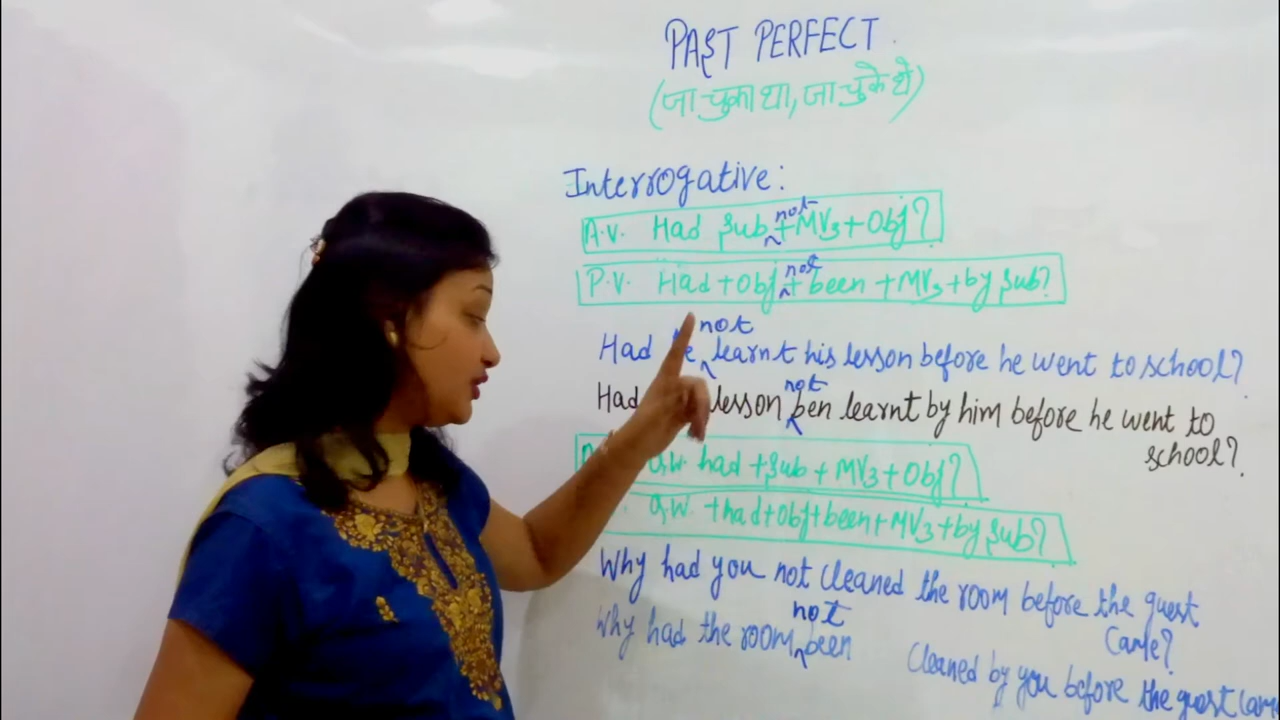 PAST PERFECT
(जा चुका था, जा चुके थे)
Interrogative:
A.V. Had Sub not + MV3 + Obj?
P.V. Had + Obj not + been + MV3 + by Sub?
Had he not learnt his lesson before he went to school?
Had lesson not ben learnt by him before he went to
school?
Q.W. had + Sub + MV3 + Obj?
Q.W. + had + Obj + been + MV3 + by Sub?
Why had you not cleaned the room before the guest
Came?
Why had the room not been Cleaned by you before the guest Came